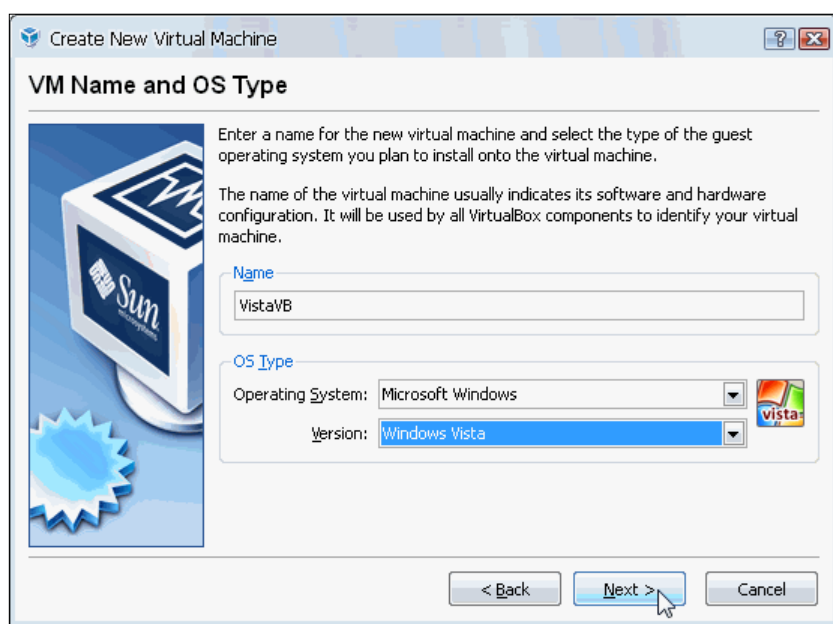 Create New Virtual Machine
VM Name and OS Type
Enter a name for the new virtual machine and select the type of the guest
operating system you plan to install onto the virtual machine.
The name of the virtual machine usually indicates its software and hardware
configuration. It will be used by all VirtualBox components to identify your virtual
machine.
Sun
microsystems
Name
VistaVB
OS Type
Operating System: Microsoft Windows
vista
Version: Windows Vista
< Back Next > Cancel